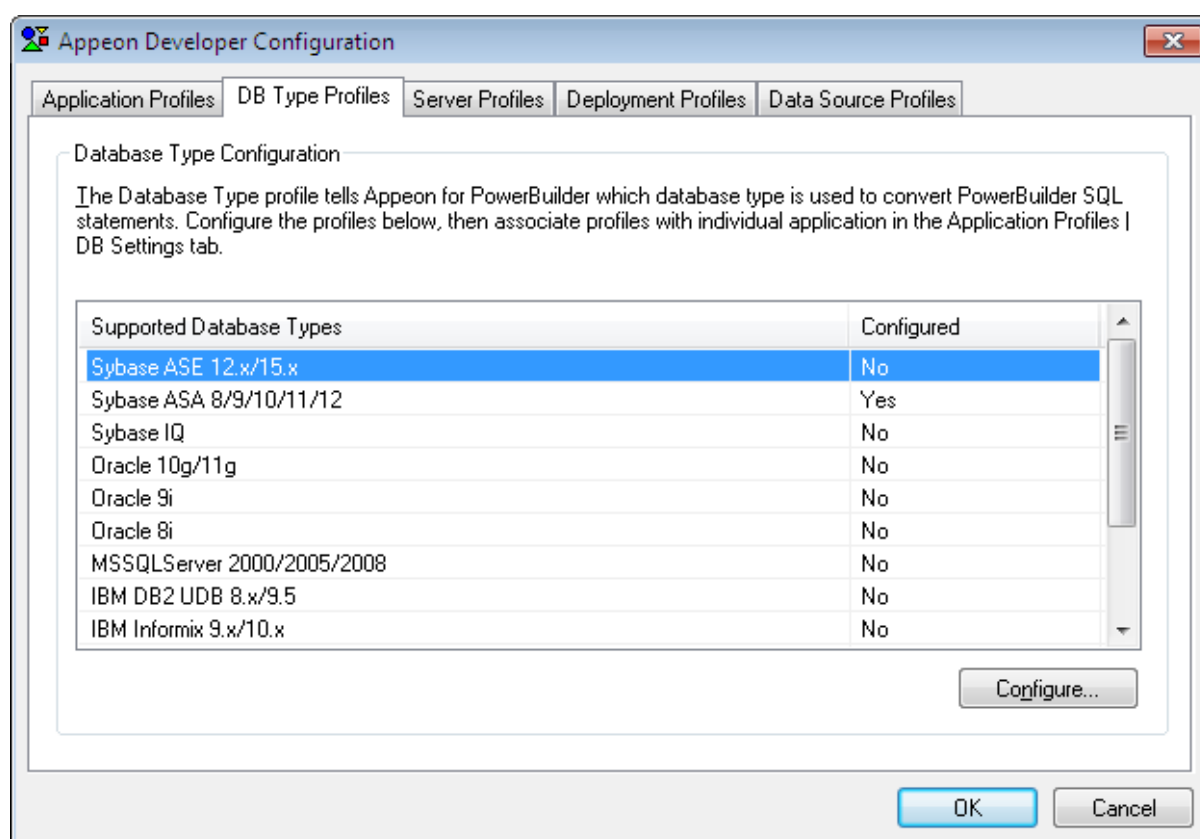 Appeon Developer Configuration
Application Profiles DB Type Profiles Server Profiles Deployment Profiles Data Source Profiles
Database Type Configuration
The Database Type profile tells Appeon for PowerBuilder which database type is used to convert PowerBuilder SQL
statements. Configure the profiles below, then associate profiles with individual application in the Application Profiles |
DB Settings tab.
Supported Database Types Configured
Sybase ASE 12.x/15.x No
Sybase ASA 8/9/10/11/12 Yes
Sybase IQ No
Oracle 10g/11g No
Oracle 9i No
Oracle 8i No
MSSQLServer 2000/2005/2008 No
IBM DB2 UDB 8.x/9.5 No
IBM Informix 9.x/10.x No
Configure...
OK Cancel